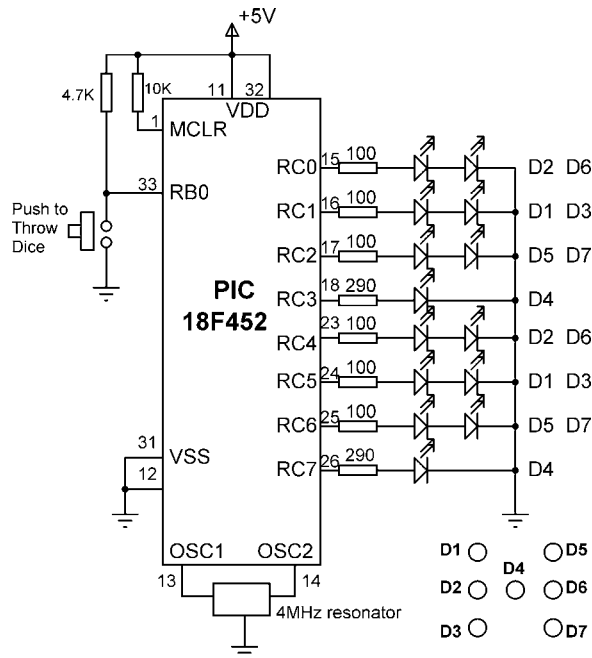 +5V
4.7K
10K
11
32
VDD
1
MCLR
33
RB0
Push to
Throw
Dice
PIC
18F452
RC0
15
100
D2 D6
RC1
16
100
D1 D3
RC2
17
100
D5 D7
RC3
18
290
D4
RC4
23
100
D2 D6
RC5
24
100
D1 D3
RC6
25
100
D5 D7
RC7
26
290
D4
31
VSS
12
OSC1
OSC2
13
14
4MHz resonator
D1
D5
D4
D2
D6
D3
D7